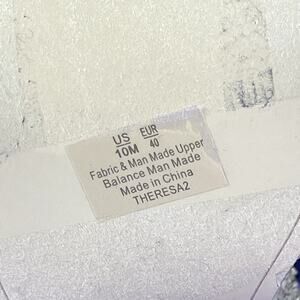 US EUR
10M 40
Fabric & Man Made Upper
Balance Man Made
Made in China
THERESA2